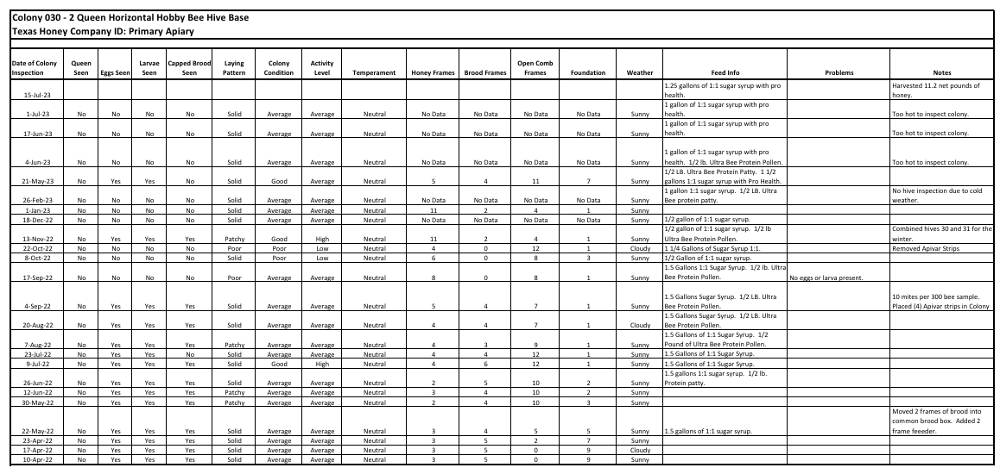 Colony 030 - 2 Queen Horizontal Hobby Bee Hive Base
Texas Honey Company ID: Primary Apiary
Date of Colony Inspection | Queen Seen | Eggs Seen | Larvae Seen | Capped Brood Seen | Laying Pattern | Colony Condition | Activity Level | Temperament | Honey Frames | Brood Frames | Open Comb Frames | Foundation | Weather | Feed Info | Problems | Notes
15-Jul-23 | 1.25 gallons of 1:1 sugar syrup with pro health. | Harvested 11.2 net pounds of honey.
1-Jul-23 | No | No | No | No | Solid | Average | Average | Neutral | No Data | No Data | No Data | No Data | Sunny | 1 gallon of 1:1 sugar syrup with pro health. | Too hot to inspect colony.
17-Jun-23 | No | No | No | No | Solid | Average | Average | Neutral | No Data | No Data | No Data | No Data | Sunny | 1 gallon of 1:1 sugar syrup with pro health. | Too hot to inspect colony.
4-Jun-23 | No | No | No | No | Solid | Average | Average | Neutral | No Data | No Data | No Data | No Data | Sunny | 1 gallon of 1:1 sugar syrup with pro health. 1/2 lb. Ultra Bee Protein Pollen. | Too hot to inspect colony.
21-May-23 | No | Yes | Yes | No | Solid | Good | Average | Neutral | 5 | 4 | 11 | 7 | Sunny | 1/2 LB. Ultra Bee Protein Patty. 1 1/2 gallons 1:1 sugar syrup with Pro Health.
26-Feb-23 | No | No | No | No | Solid | Average | Average | Neutral | No Data | No Data | No Data | No Data | Sunny | 1 gallon 1:1 sugar syrup. 1/2 LB. Ultra Bee protein patty. | No hive inspection due to cold weather.
1-Jan-23 | No | No | No | No | Solid | Average | Average | Neutral | 11 | 2 | 4 | 1 | Sunny
18-Dec-22 | No | No | No | No | Solid | Average | Average | Neutral | No Data | No Data | No Data | No Data | Sunny | 1/2 gallon of 1:1 sugar syrup.
13-Nov-22 | No | Yes | Yes | Yes | Patchy | Good | High | Neutral | 11 | 2 | 4 | 1 | Sunny | 1/2 gallon of 1:1 sugar syrup. 1/2 lb Ultra Bee Protein Pollen. | Combined hives 30 and 31 for the winter.
22-Oct-22 | No | No | No | No | Poor | Poor | Low | Neutral | 4 | 0 | 12 | 1 | Cloudy | 1 1/4 Gallons of Sugar Syrup 1:1. | Removed Apivar Strips
8-Oct-22 | No | No | No | No | Solid | Poor | Low | Neutral | 6 | 0 | 8 | 3 | Sunny | 1/2 Gallon of 1:1 sugar syrup.
17-Sep-22 | No | No | No | No | Poor | Average | Average | Neutral | 8 | 0 | 8 | 1 | Sunny | 1.5 Gallons 1:1 Sugar Syrup. 1/2 lb. Ultra Bee Protein Pollen. | No eggs or larva present.
4-Sep-22 | No | Yes | Yes | Yes | Solid | Average | Average | Neutral | 5 | 4 | 7 | 1 | Sunny | 1.5 Gallons Sugar Syrup. 1/2 LB. Ultra Bee Protein Pollen. | 10 mites per 300 bee sample. Placed (4) Apivar strips in Colony
20-Aug-22 | No | Yes | Yes | Yes | Solid | Average | Average | Neutral | 4 | 4 | 7 | 1 | Cloudy | 1.5 Gallons Sugar Syrup. 1/2 LB. Ultra Bee Protein Pollen.
7-Aug-22 | No | Yes | Yes | Yes | Patchy | Average | Average | Neutral | 4 | 3 | 9 | 1 | Sunny | 1.5 Gallons of 1:1 Sugar Syrup. 1/2 Pound of Ultra Bee Protein Pollen.
23-Jul-22 | No | Yes | Yes | No | Solid | Average | Average | Neutral | 4 | 4 | 12 | 1 | Sunny | 1.5 Gallons of 1:1 Sugar Syrup.
9-Jul-22 | No | Yes | Yes | Yes | Solid | Good | High | Neutral | 4 | 6 | 12 | 1 | Sunny | 1.5 Gallons of 1:1 Sugar Syrup.
26-Jun-22 | No | Yes | Yes | Yes | Solid | Average | Average | Neutral | 2 | 5 | 10 | 2 | Sunny | 1.5 gallons 1:1 sugar syrup. 1/2 lb. Protein patty.
12-Jun-22 | No | Yes | Yes | Yes | Patchy | Average | Average | Neutral | 3 | 4 | 10 | 2 | Sunny
30-May-22 | No | Yes | Yes | Yes | Patchy | Average | Average | Neutral | 2 | 4 | 10 | 3 | Sunny
22-May-22 | No | Yes | Yes | Yes | Solid | Average | Average | Neutral | 3 | 4 | 5 | 5 | Sunny | 1.5 gallons of 1:1 sugar syrup. | Moved 2 frames of brood into common brood box. Added 2 frame feeeder.
23-Apr-22 | No | Yes | Yes | Yes | Solid | Average | Average | Neutral | 3 | 5 | 2 | 7 | Sunny
17-Apr-22 | No | Yes | Yes | Yes | Solid | Average | Average | Neutral | 3 | 5 | 0 | 9 | Cloudy
10-Apr-22 | No | Yes | Yes | Yes | Solid | Average | Average | Neutral | 3 | 5 | 0 | 9 | Sunny